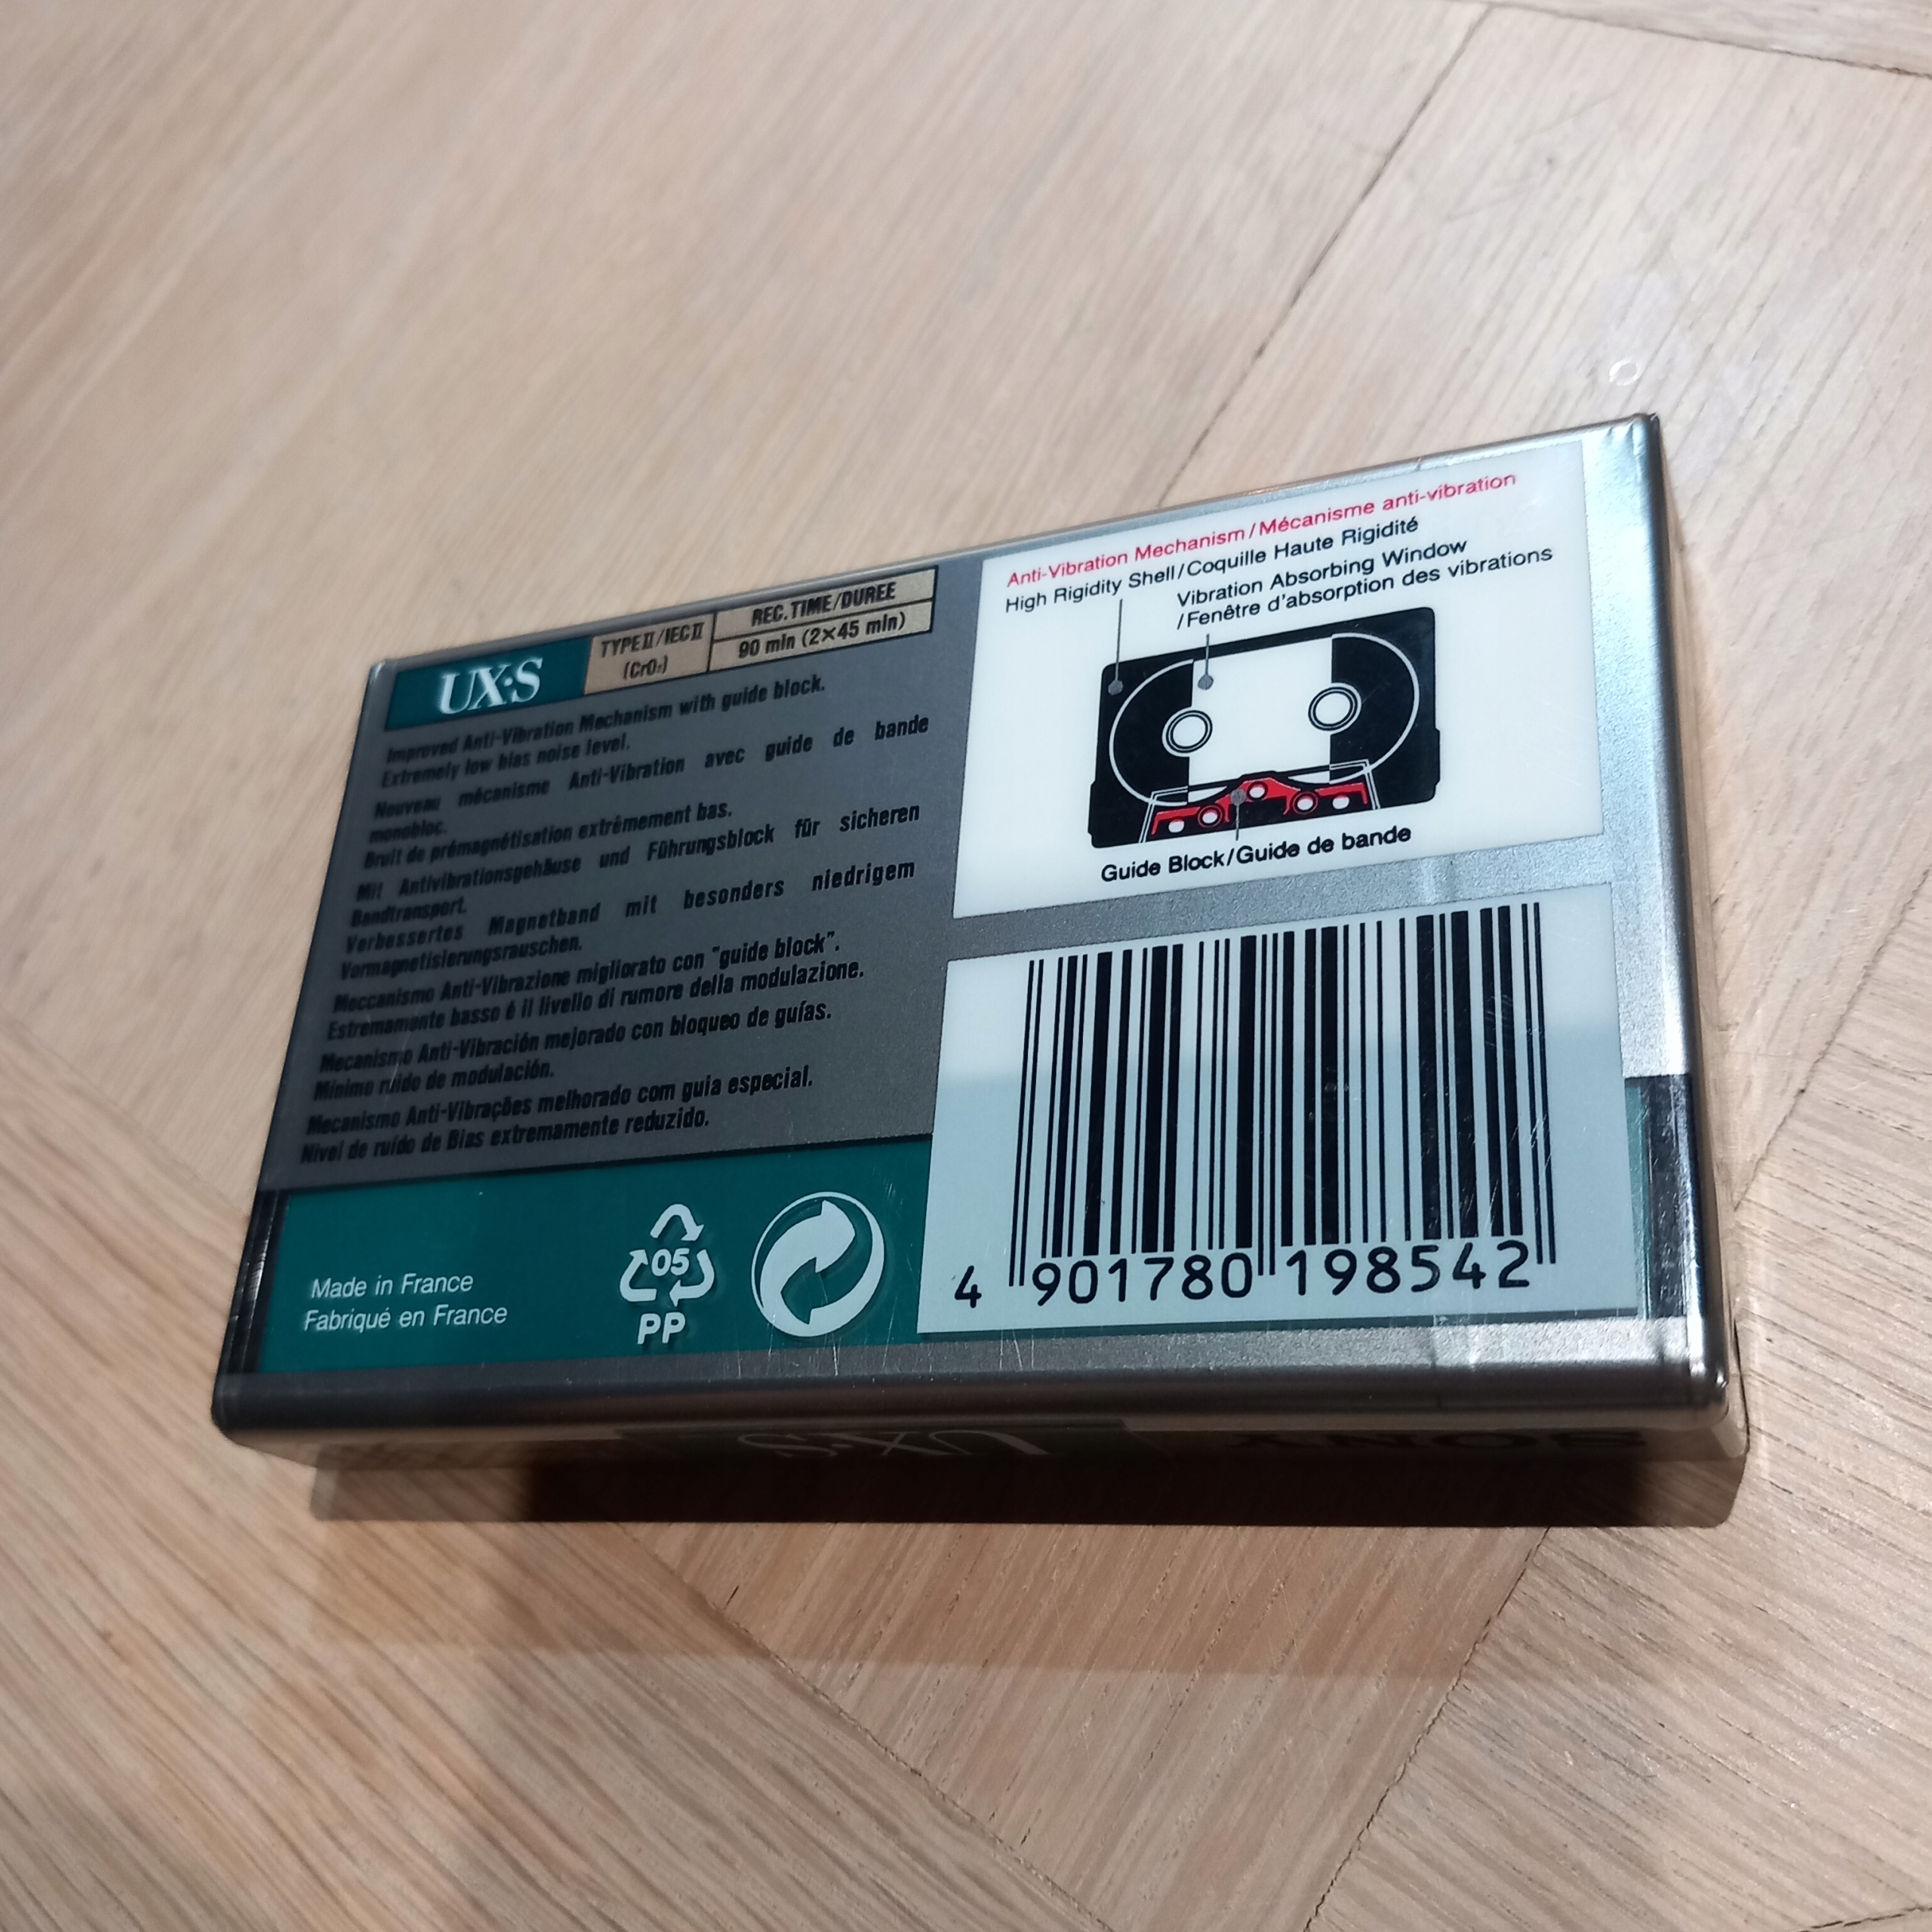 UX·S
TYPE II/IEC II
(CrO₂)
REC.TIME/DUREE
90 min (2×45 min)
Improved Anti-Vibration Mechanism with guide block.
Extremely low bias noise level.
Nouveau mécanisme Anti-Vibration avec guide de bande
monobloc.
Bruit de prémagnétisation extrêmement bas.
Mit Antivibrationsgehäuse und Führungsblock für sicheren
Bandtransport.
Verbessertes Magnetband mit besonders niedrigem
Vormagnetisierungsrauschen.
Meccanismo Anti-Vibrazione migliorato con "guide block".
Estremamente basso é il livello di rumore della modulazione.
Mecanismo Anti-Vibración mejorado con bloqueo de guías.
Mínimo ruido de modulación.
Mecanismo Anti-Vibrações melhorado com guia especial.
Nivel de ruído de Bias extremamente reduzido.
Made in France
Fabriqué en France
05
PP
Anti-Vibration Mechanism/Mécanisme anti-vibration
High Rigidity Shell/Coquille Haute Rigidité
Vibration Absorbing Window
/Fenêtre d'absorption des vibrations
Guide Block/Guide de bande
4 901780 198542
UX·S
SONY